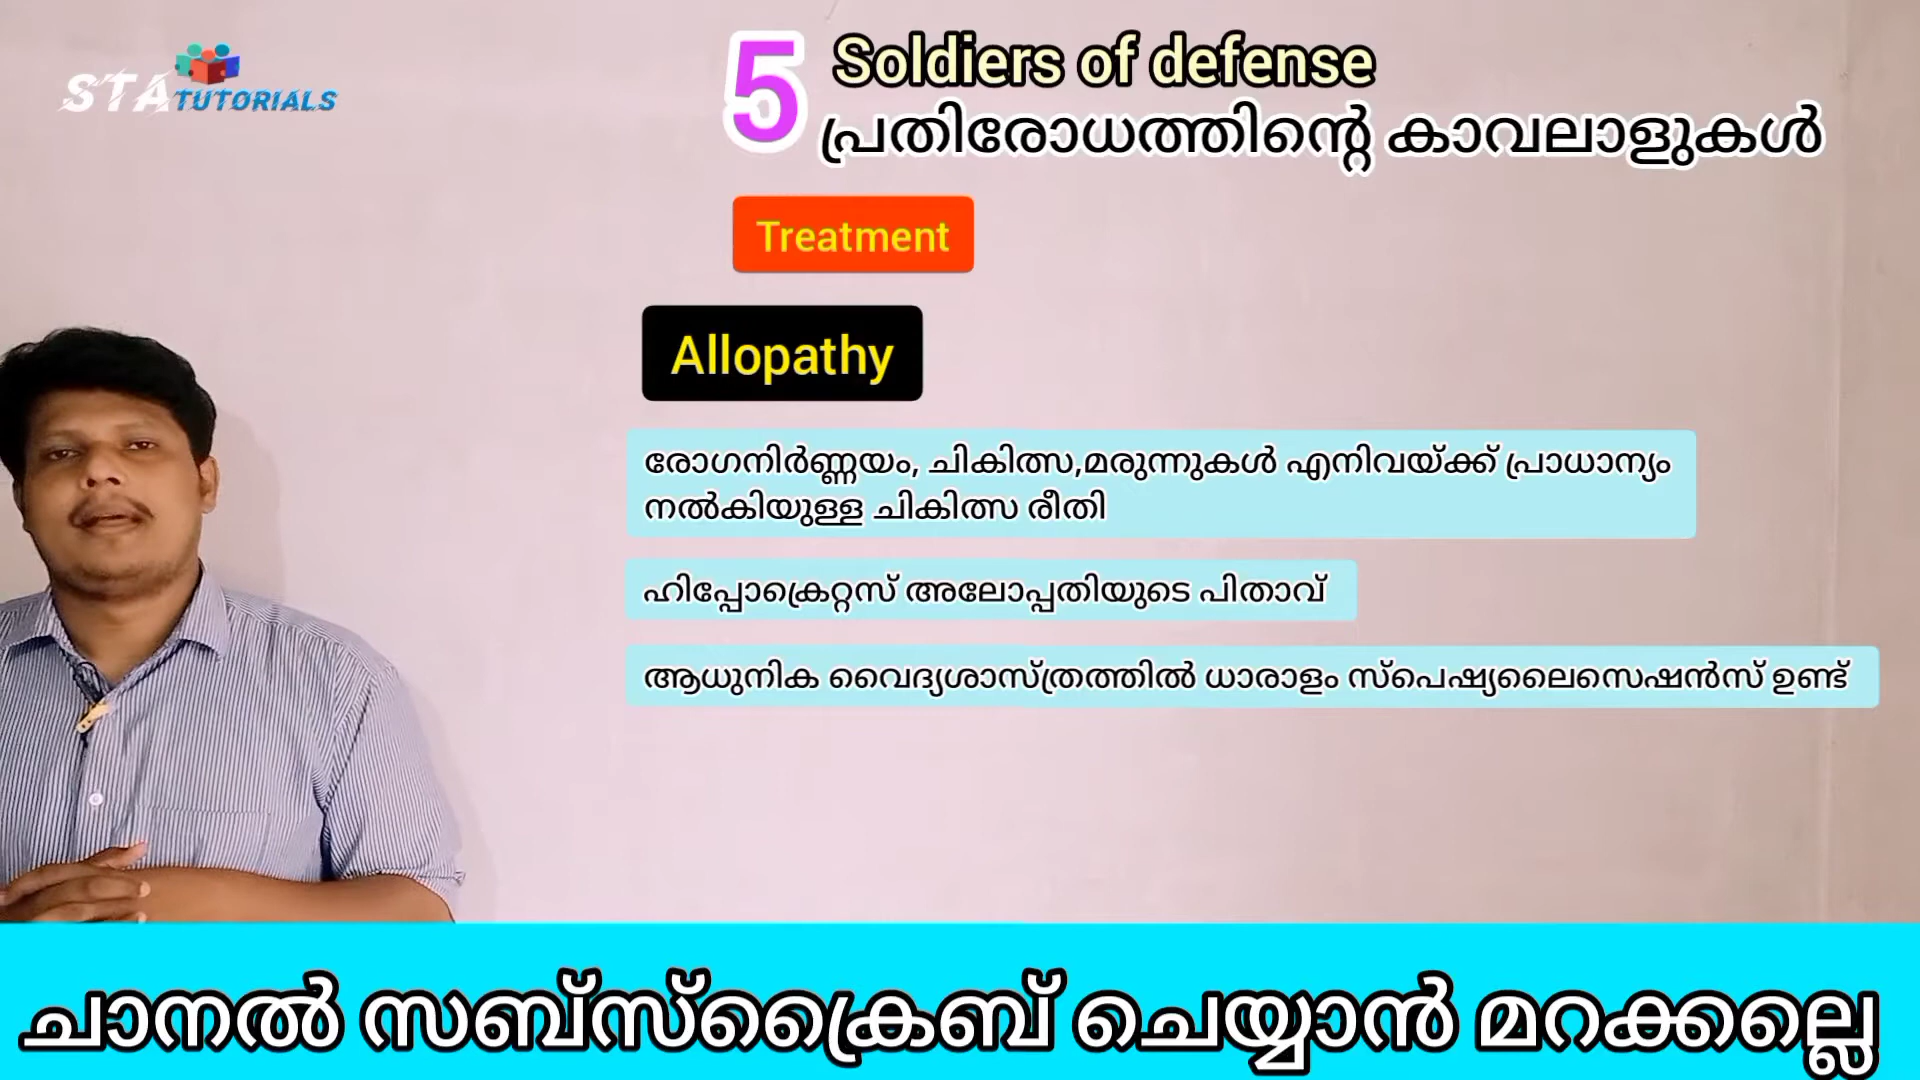 STA TUTORIALS
5 Soldiers of defense
പ്രതിരോധത്തിന്റെ കാവലാളുകൾ
Treatment
Allopathy
രോഗനിർണ്ണയം, ചികിത്സ,മരുന്നുകൾ എനിവയ്ക്ക് പ്രാധാന്യം
നൽകിയുള്ള ചികിത്സ രീതി
ഹിപ്പോക്രെറ്റസ് അലോപ്പതിയുടെ പിതാവ്
ആധുനിക വൈദ്യശാസ്ത്രത്തിൽ ധാരാളം സ്പെഷ്യലൈസെഷൻസ് ഉണ്ട്
ചാനൽ സബ്സ്ക്രൈബ് ചെയ്യാൻ മറക്കല്ലെ